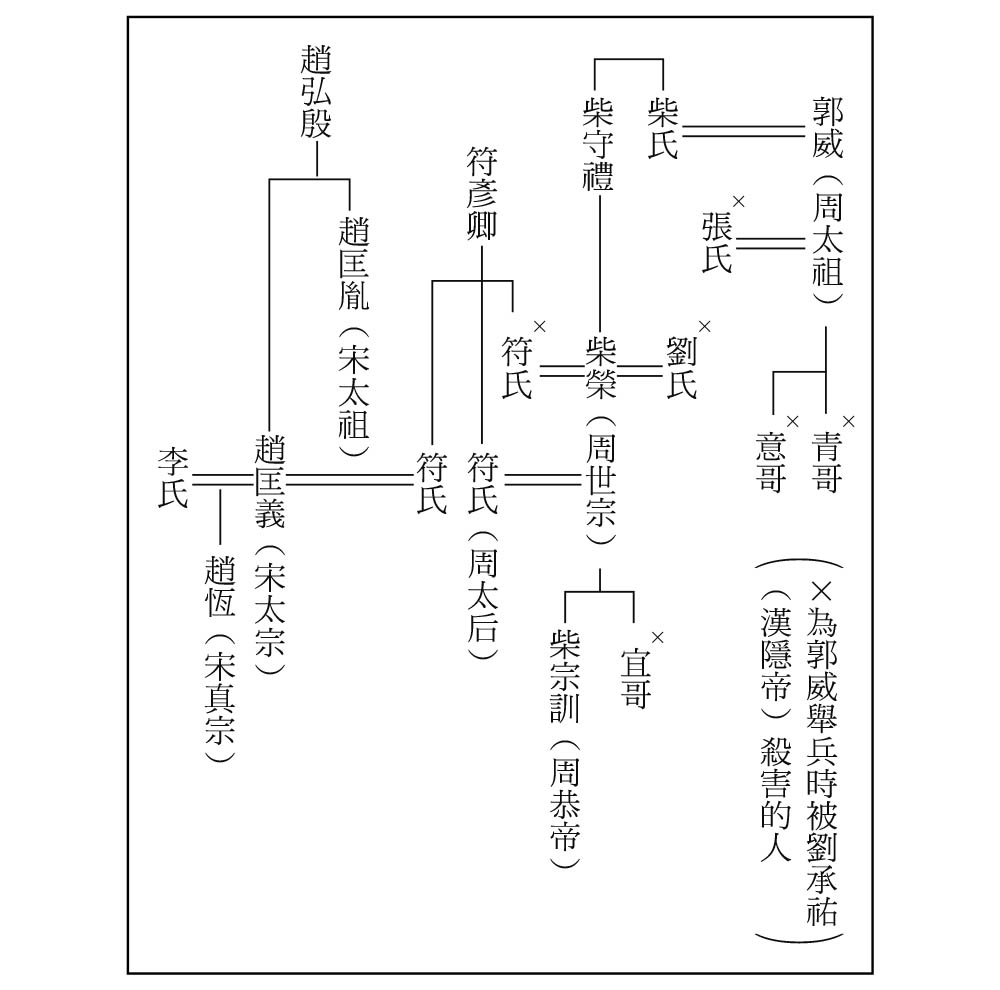 郭威（周太祖）
柴氏
柴守禮
×
張氏
×
青哥
×
意哥
×
劉氏
柴榮（周世宗）
×
符氏
×
宜哥
柴宗訓（周恭帝）
符彥卿
符氏（周太后）
符氏
趙弘殷
趙匡胤（宋太祖）
趙匡義（宋太宗）
李氏
趙恆（宋真宗）
（×為郭威舉兵時被劉承祐
（漢隱帝）殺害的人）